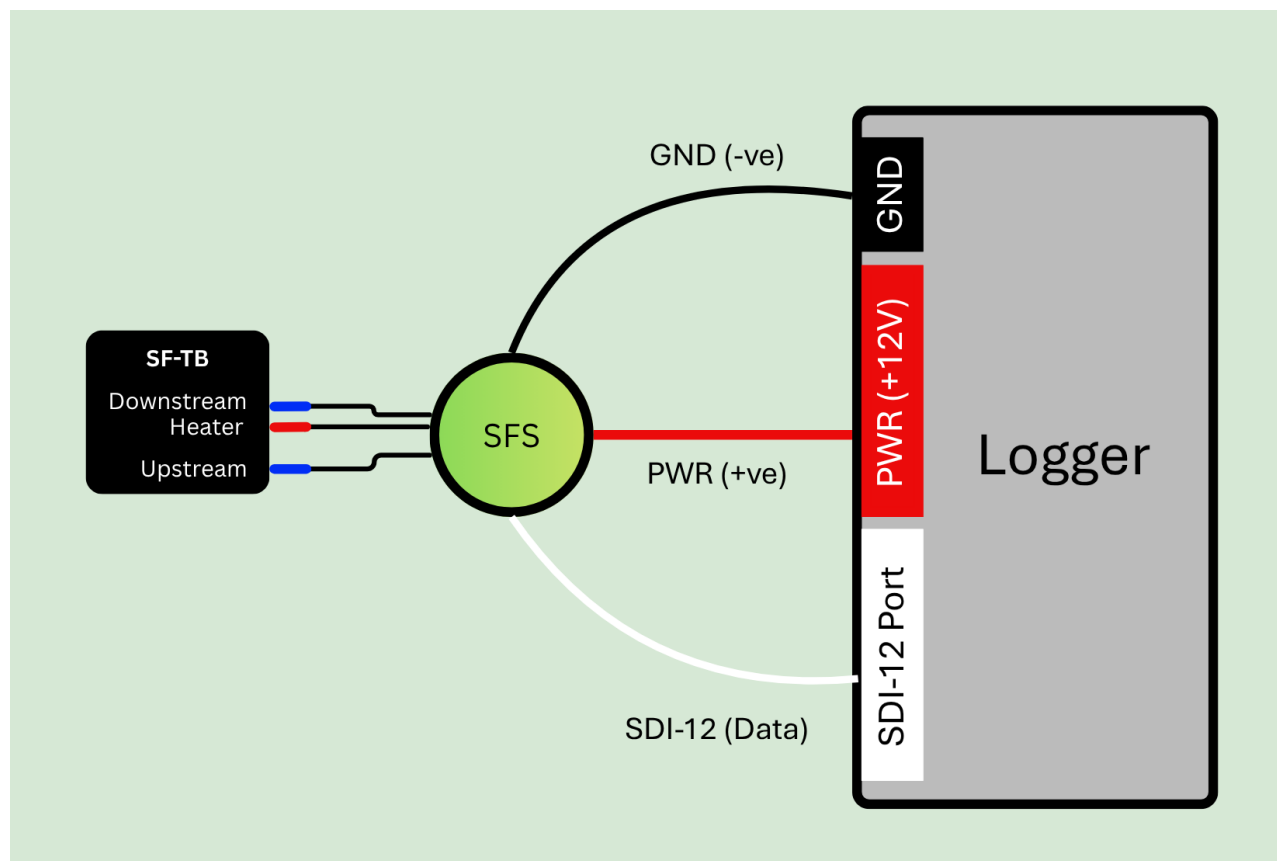 GND (-ve)
GND
SF-TB
Downstream
Heater
Upstream
SFS
PWR (+ve)
PWR (+12V)
Logger
SDI-12 (Data)
SDI-12 Port